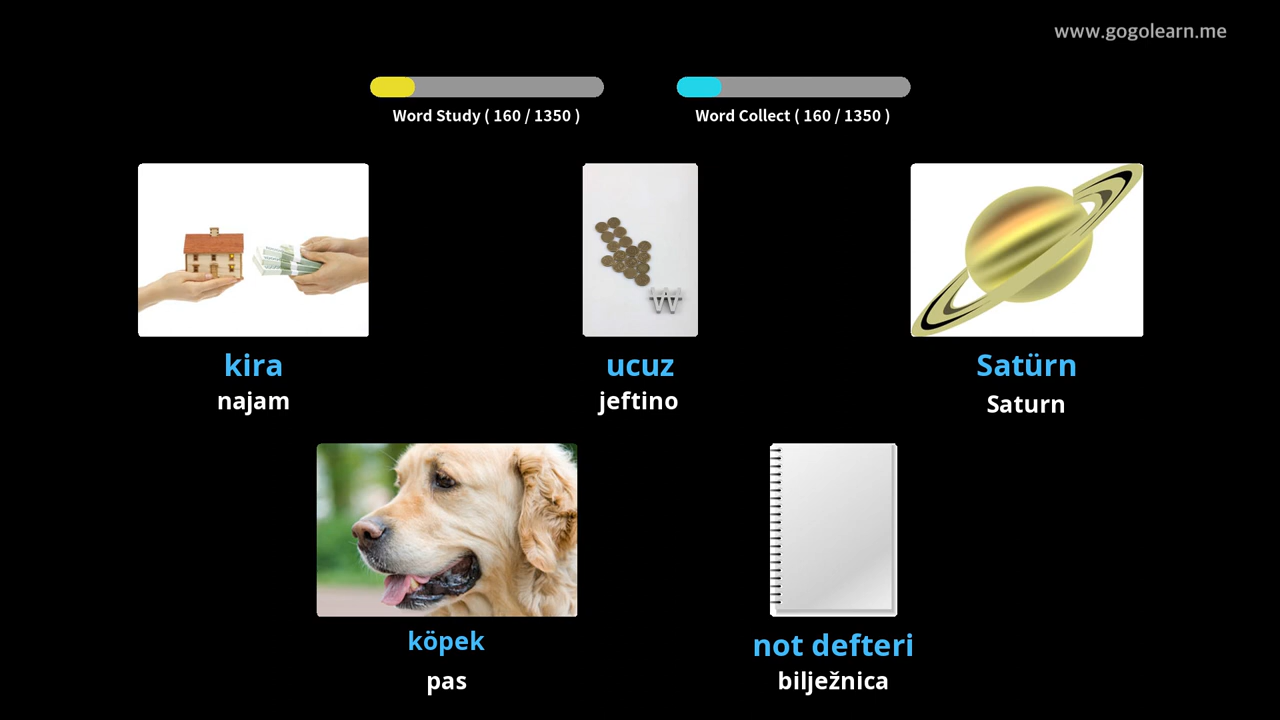 www.gogolearn.me
Word Study ( 160 / 1350 )
Word Collect ( 160 / 1350 )
kira
najam
ucuz
jeftino
Satürn
Saturn
köpek
pas
not defteri
bilježnica